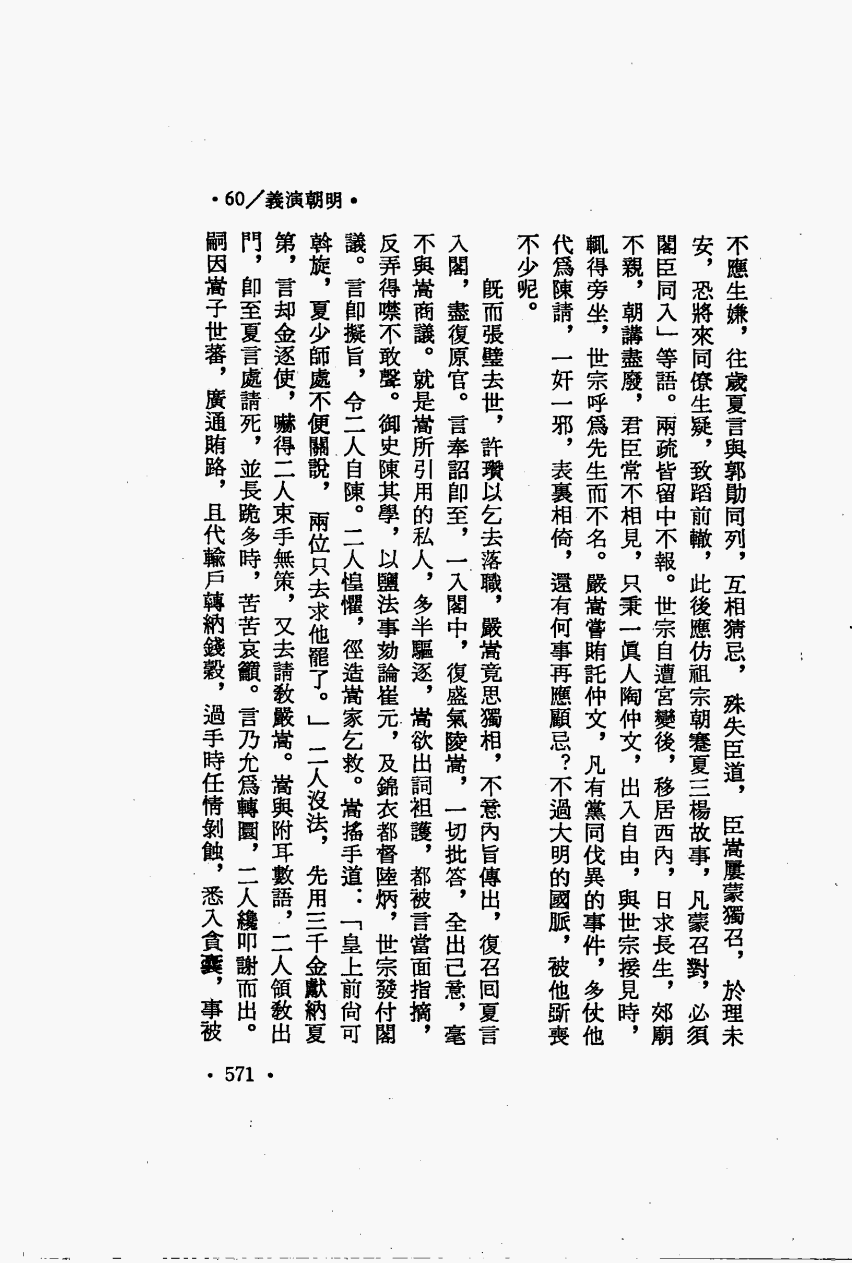 •60／義演朝明•
不應生嫌，往歲夏言與郭勛同列，互相猜忌，殊失臣道，臣嵩屢蒙獨召，於理未
安，恐將來同僚生疑，致蹈前轍，此後應仿祖宗朝蹇夏三楊故事，凡蒙召對，必須
閣臣同入」等語。兩疏皆留中不報。世宗自遭宮變後，移居西內，日求長生，郊廟
不親，朝講盡廢，君臣常不相見，只秉一眞人陶仲文，出入自由，與世宗接見時，
輒得旁坐，世宗呼爲先生而不名。嚴嵩嘗賄託仲文，凡有黨同伐異的事件，多仗他
代爲陳請，一奸一邪，表裏相倚，還有何事再應顧忌？不過大明的國脈，被他斲喪
不少呢。
旣而張璧去世，許瓚以乞去落職，嚴嵩竟思獨相，不意內旨傳出，復召囘夏言
入閣，盡復原官。言奉詔卽至，一入閣中，復盛氣陵嵩，一切批答，全出己意，毫
不與嵩商議。就是嵩所引用的私人，多半驅逐，嵩欲出詞袒護，都被言當面指摘，
反弄得噤不敢聲。御史陳其學，以鹽法事劾論崔元，及錦衣都督陸炳，世宗發付閣
議。言卽擬旨，令二人自陳。二人惶懼，徑造嵩家乞救。嵩搖手道：「皇上前尙可
斡旋，夏少師處不便關說，兩位只去求他罷了。」二人沒法，先用三千金獻納夏
第，言却金逐使，嚇得二人束手無策，又去請敎嚴嵩。嵩與附耳數語，二人領敎出
門，卽至夏言處請死，並長跪多時，苦苦哀籲。言乃允爲轉圜，二人纔叩謝而出。
嗣因嵩子世蕃，廣通賄路，且代輸戶轉納錢穀，過手時任情剝蝕，悉入貪囊，事被
•571•